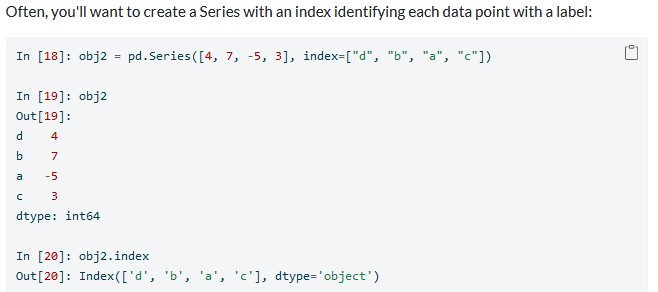 Often, you'll want to create a Series with an index identifying each data point with a label:
In [18]: obj2 = pd.Series([4, 7, -5, 3], index=["d", "b", "a", "c"])
In [19]: obj2
Out[19]:
d    4
b    7
a   -5
c    3
dtype: int64
In [20]: obj2.index
Out[20]: Index(['d', 'b', 'a', 'c'], dtype='object')